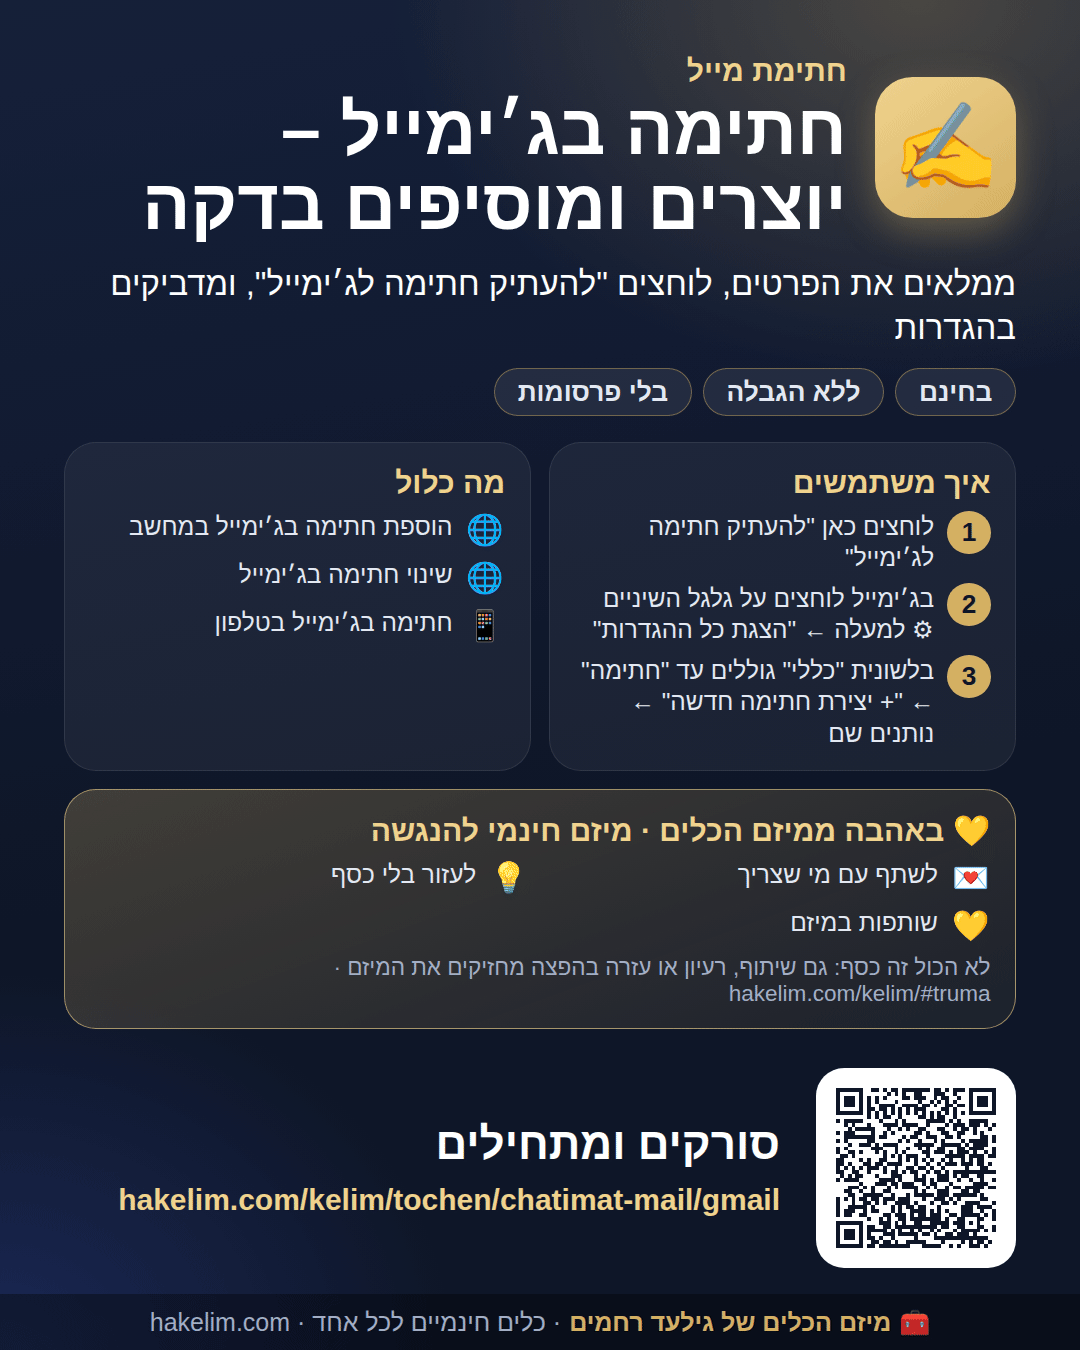 חתימת מייל
חתימה בג׳ימייל –
יוצרים ומוסיפים בדקה
ממלאים את הפרטים, לוחצים "להעתיק חתימה לג׳ימייל", ומדביקים
בהגדרות
בחינם
ללא הגבלה
בלי פרסומות
איך משתמשים
1 לוחצים כאן "להעתיק חתימה
לג׳ימייל"
2 בג׳ימייל לוחצים על גלגל השיניים
⚙ למעלה ← "הצגת כל ההגדרות"
3 בלשונית "כללי" גוללים עד "חתימה"
← "+ יצירת חתימה חדשה" ←
נותנים שם
מה כלול
הוספת חתימה בג׳ימייל במחשב
שינוי חתימה בג׳ימייל
חתימה בג׳ימייל בטלפון
💛 באהבה ממיזם הכלים · מיזם חינמי להנגשה
לשתף עם מי שצריך
לעזור בלי כסף
שותפות במיזם
לא הכול זה כסף: גם שיתוף, רעיון או עזרה בהפצה מחזיקים את המיזם ·
hakelim.com/kelim/#truma
סורקים ומתחילים
hakelim.com/kelim/tochen/chatimat-mail/gmail
🧰 מיזם הכלים של גילעד רחמים · כלים חינמיים לכל אחד · hakelim.com